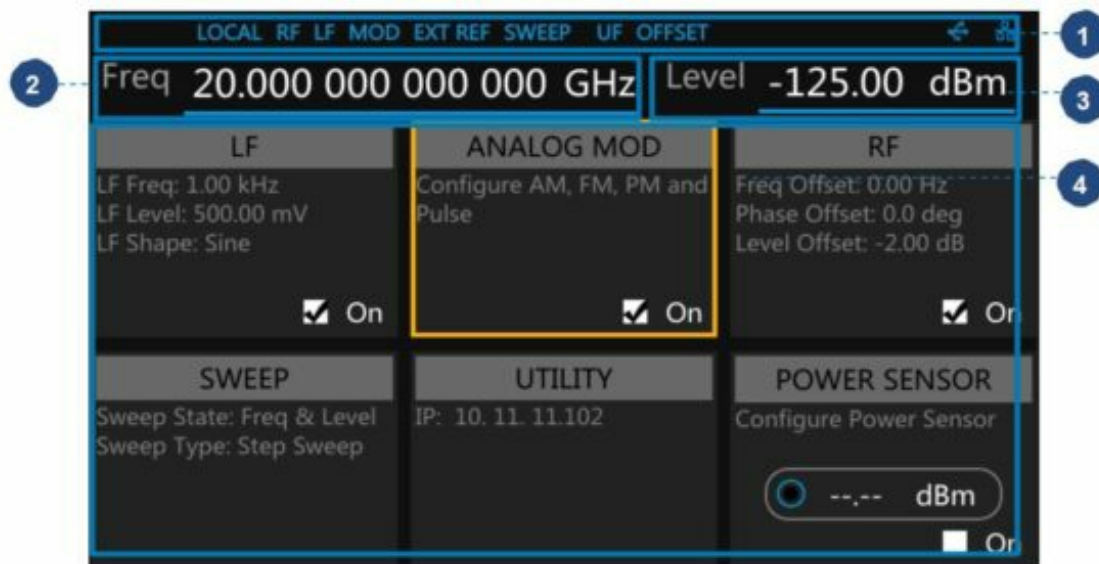 LOCAL RF LF MOD EXT REF SWEEP UF OFFSET
1
2
Freq 20.000 000 000 000 GHz
Level -125.00 dBm
3
LF
LF Freq: 1.00 kHz
LF Level: 500.00 mV
LF Shape: Sine
On
ANALOG MOD
Configure AM, FM, PM and
Pulse
On
RF
Freq Offset: 0.00 Hz
Phase Offset: 0.0 deg
Level Offset: -2.00 dB
On
4
SWEEP
Sweep State: Freq & Level
Sweep Type: Step Sweep
UTILITY
IP: 10. 11. 11.102
POWER SENSOR
Configure Power Sensor
--.-- dBm
On